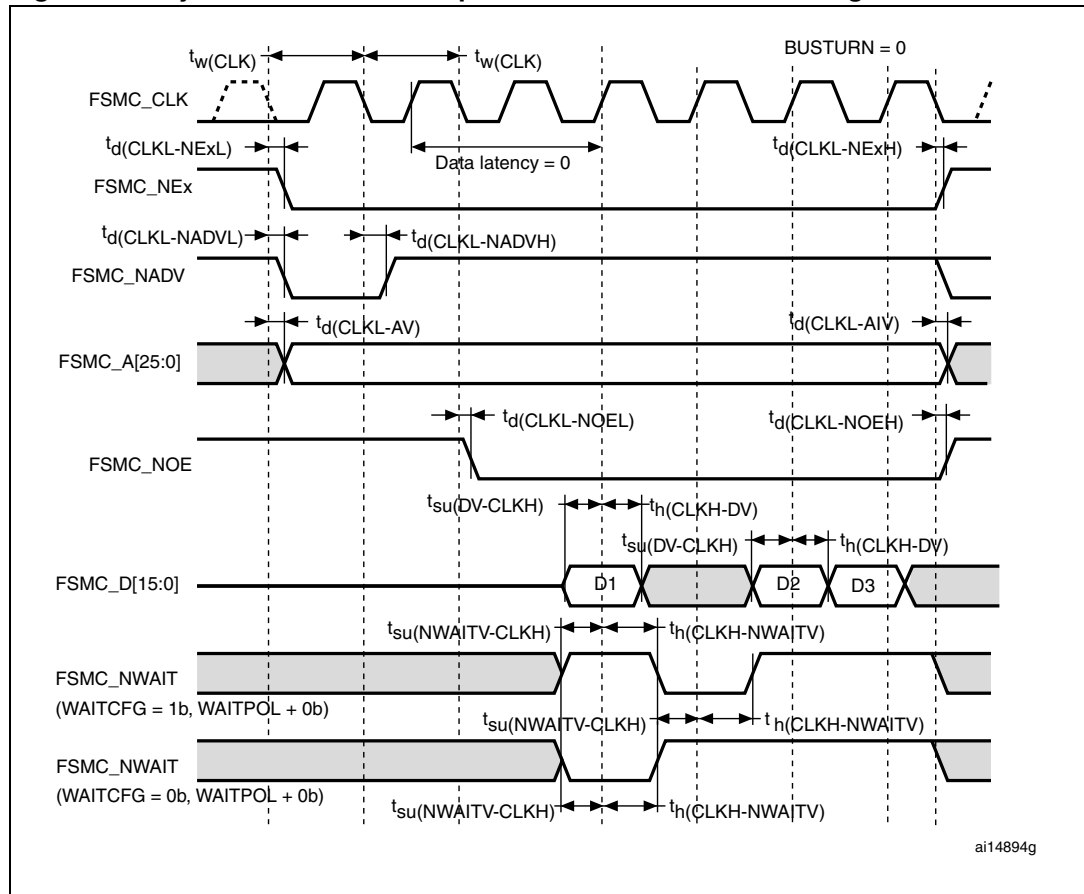 BUSTURN = 0
tw(CLK) tw(CLK)
FSMC_CLK
td(CLKL-NExL) Data latency = 0 td(CLKL-NExH)
FSMC_NEx
td(CLKL-NADVL) td(CLKL-NADVH)
FSMC_NADV
td(CLKL-AV) td(CLKL-AIV)
FSMC_A[25:0]
td(CLKL-NOEL) td(CLKL-NOEH)
FSMC_NOE
tsu(DV-CLKH) th(CLKH-DV)
tsu(DV-CLKH) th(CLKH-DV)
FSMC_D[15:0] D1 D2 D3
tsu(NWAITV-CLKH) th(CLKH-NWAITV)
FSMC_NWAIT
(WAITCFG = 1b, WAITPOL + 0b)
tsu(NWAITV-CLKH) th(CLKH-NWAITV)
FSMC_NWAIT
(WAITCFG = 0b, WAITPOL + 0b)
tsu(NWAITV-CLKH) th(CLKH-NWAITV)
ai14894g